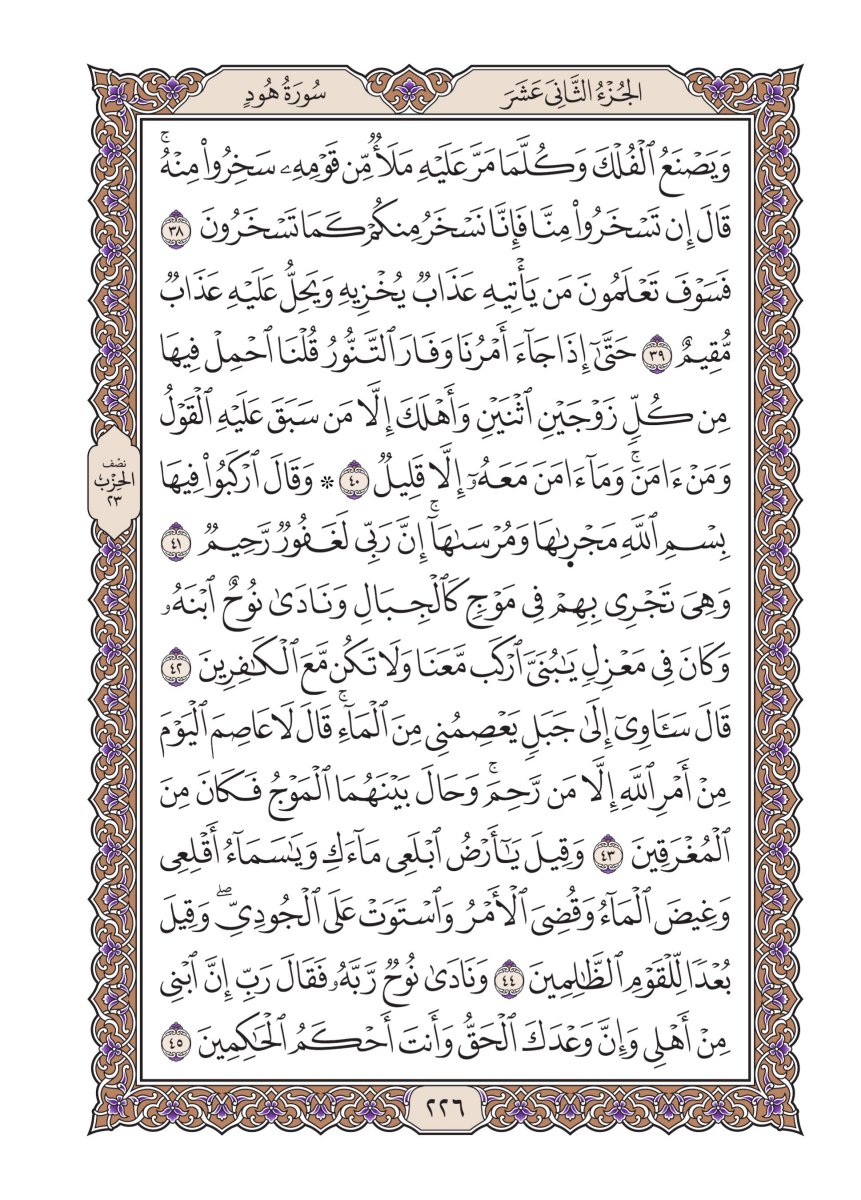 الجُزْءُ الثَّانِىَ عَشَرَ
سُورَةُ هُودٍ
وَيَصْنَعُ ٱلْفُلْكَ وَكُلَّمَا مَرَّ عَلَيْهِ مَلَأٌ مِّن قَوْمِهِۦ سَخِرُوا۟ مِنْهُ ۚ
قَالَ إِن تَسْخَرُوا۟ مِنَّا فَإِنَّا نَسْخَرُ مِنكُمْ كَمَا تَسْخَرُونَ ٣٨
فَسَوْفَ تَعْلَمُونَ مَن يَأْتِيهِ عَذَابٌ يُخْزِيهِ وَيَحِلُّ عَلَيْهِ عَذَابٌ
مُّقِيمٌ ٣٩ حَتَّىٰٓ إِذَا جَآءَ أَمْرُنَا وَفَارَ ٱلتَّنُّورُ قُلْنَا ٱحْمِلْ فِيهَا
مِن كُلٍّ زَوْجَيْنِ ٱثْنَيْنِ وَأَهْلَكَ إِلَّا مَن سَبَقَ عَلَيْهِ ٱلْقَوْلُ
وَمَنْ ءَامَنَ ۚ وَمَآ ءَامَنَ مَعَهُۥٓ إِلَّا قَلِيلٌ ٤٠ * وَقَالَ ٱرْكَبُوا۟ فِيهَا
بِسْمِ ٱللَّهِ مَجْر۪ىٰهَا وَمُرْسَىٰهَآ ۚ إِنَّ رَبِّى لَغَفُورٌ رَّحِيمٌ ٤١
وَهِىَ تَجْرِى بِهِمْ فِى مَوْجٍ كَٱلْجِبَالِ وَنَادَىٰ نُوحٌ ٱبْنَهُۥ
وَكَانَ فِى مَعْزِلٍ يَٰبُنَىَّ ٱرْكَب مَّعَنَا وَلَا تَكُن مَّعَ ٱلْكَٰفِرِينَ ٤٢
قَالَ سَـَٔاوِىٓ إِلَىٰ جَبَلٍ يَعْصِمُنِى مِنَ ٱلْمَآءِ ۚ قَالَ لَا عَاصِمَ ٱلْيَوْمَ
مِنْ أَمْرِ ٱللَّهِ إِلَّا مَن رَّحِمَ ۚ وَحَالَ بَيْنَهُمَا ٱلْمَوْجُ فَكَانَ مِنَ
ٱلْمُغْرَقِينَ ٤٣ وَقِيلَ يَٰٓأَرْضُ ٱبْلَعِى مَآءَكِ وَيَٰسَمَآءُ أَقْلِعِى
وَغِيضَ ٱلْمَآءُ وَقُضِىَ ٱلْأَمْرُ وَٱسْتَوَتْ عَلَى ٱلْجُودِىِّ ۖ وَقِيلَ
بُعْدًا لِّلْقَوْمِ ٱلظَّٰلِمِينَ ٤٤ وَنَادَىٰ نُوحٌ رَّبَّهُۥ فَقَالَ رَبِّ إِنَّ ٱبْنِى
مِنْ أَهْلِى وَإِنَّ وَعْدَكَ ٱلْحَقُّ وَأَنتَ أَحْكَمُ ٱلْحَٰكِمِينَ ٤٥
نصف
الحِزْب
٢٣
٢٢٦